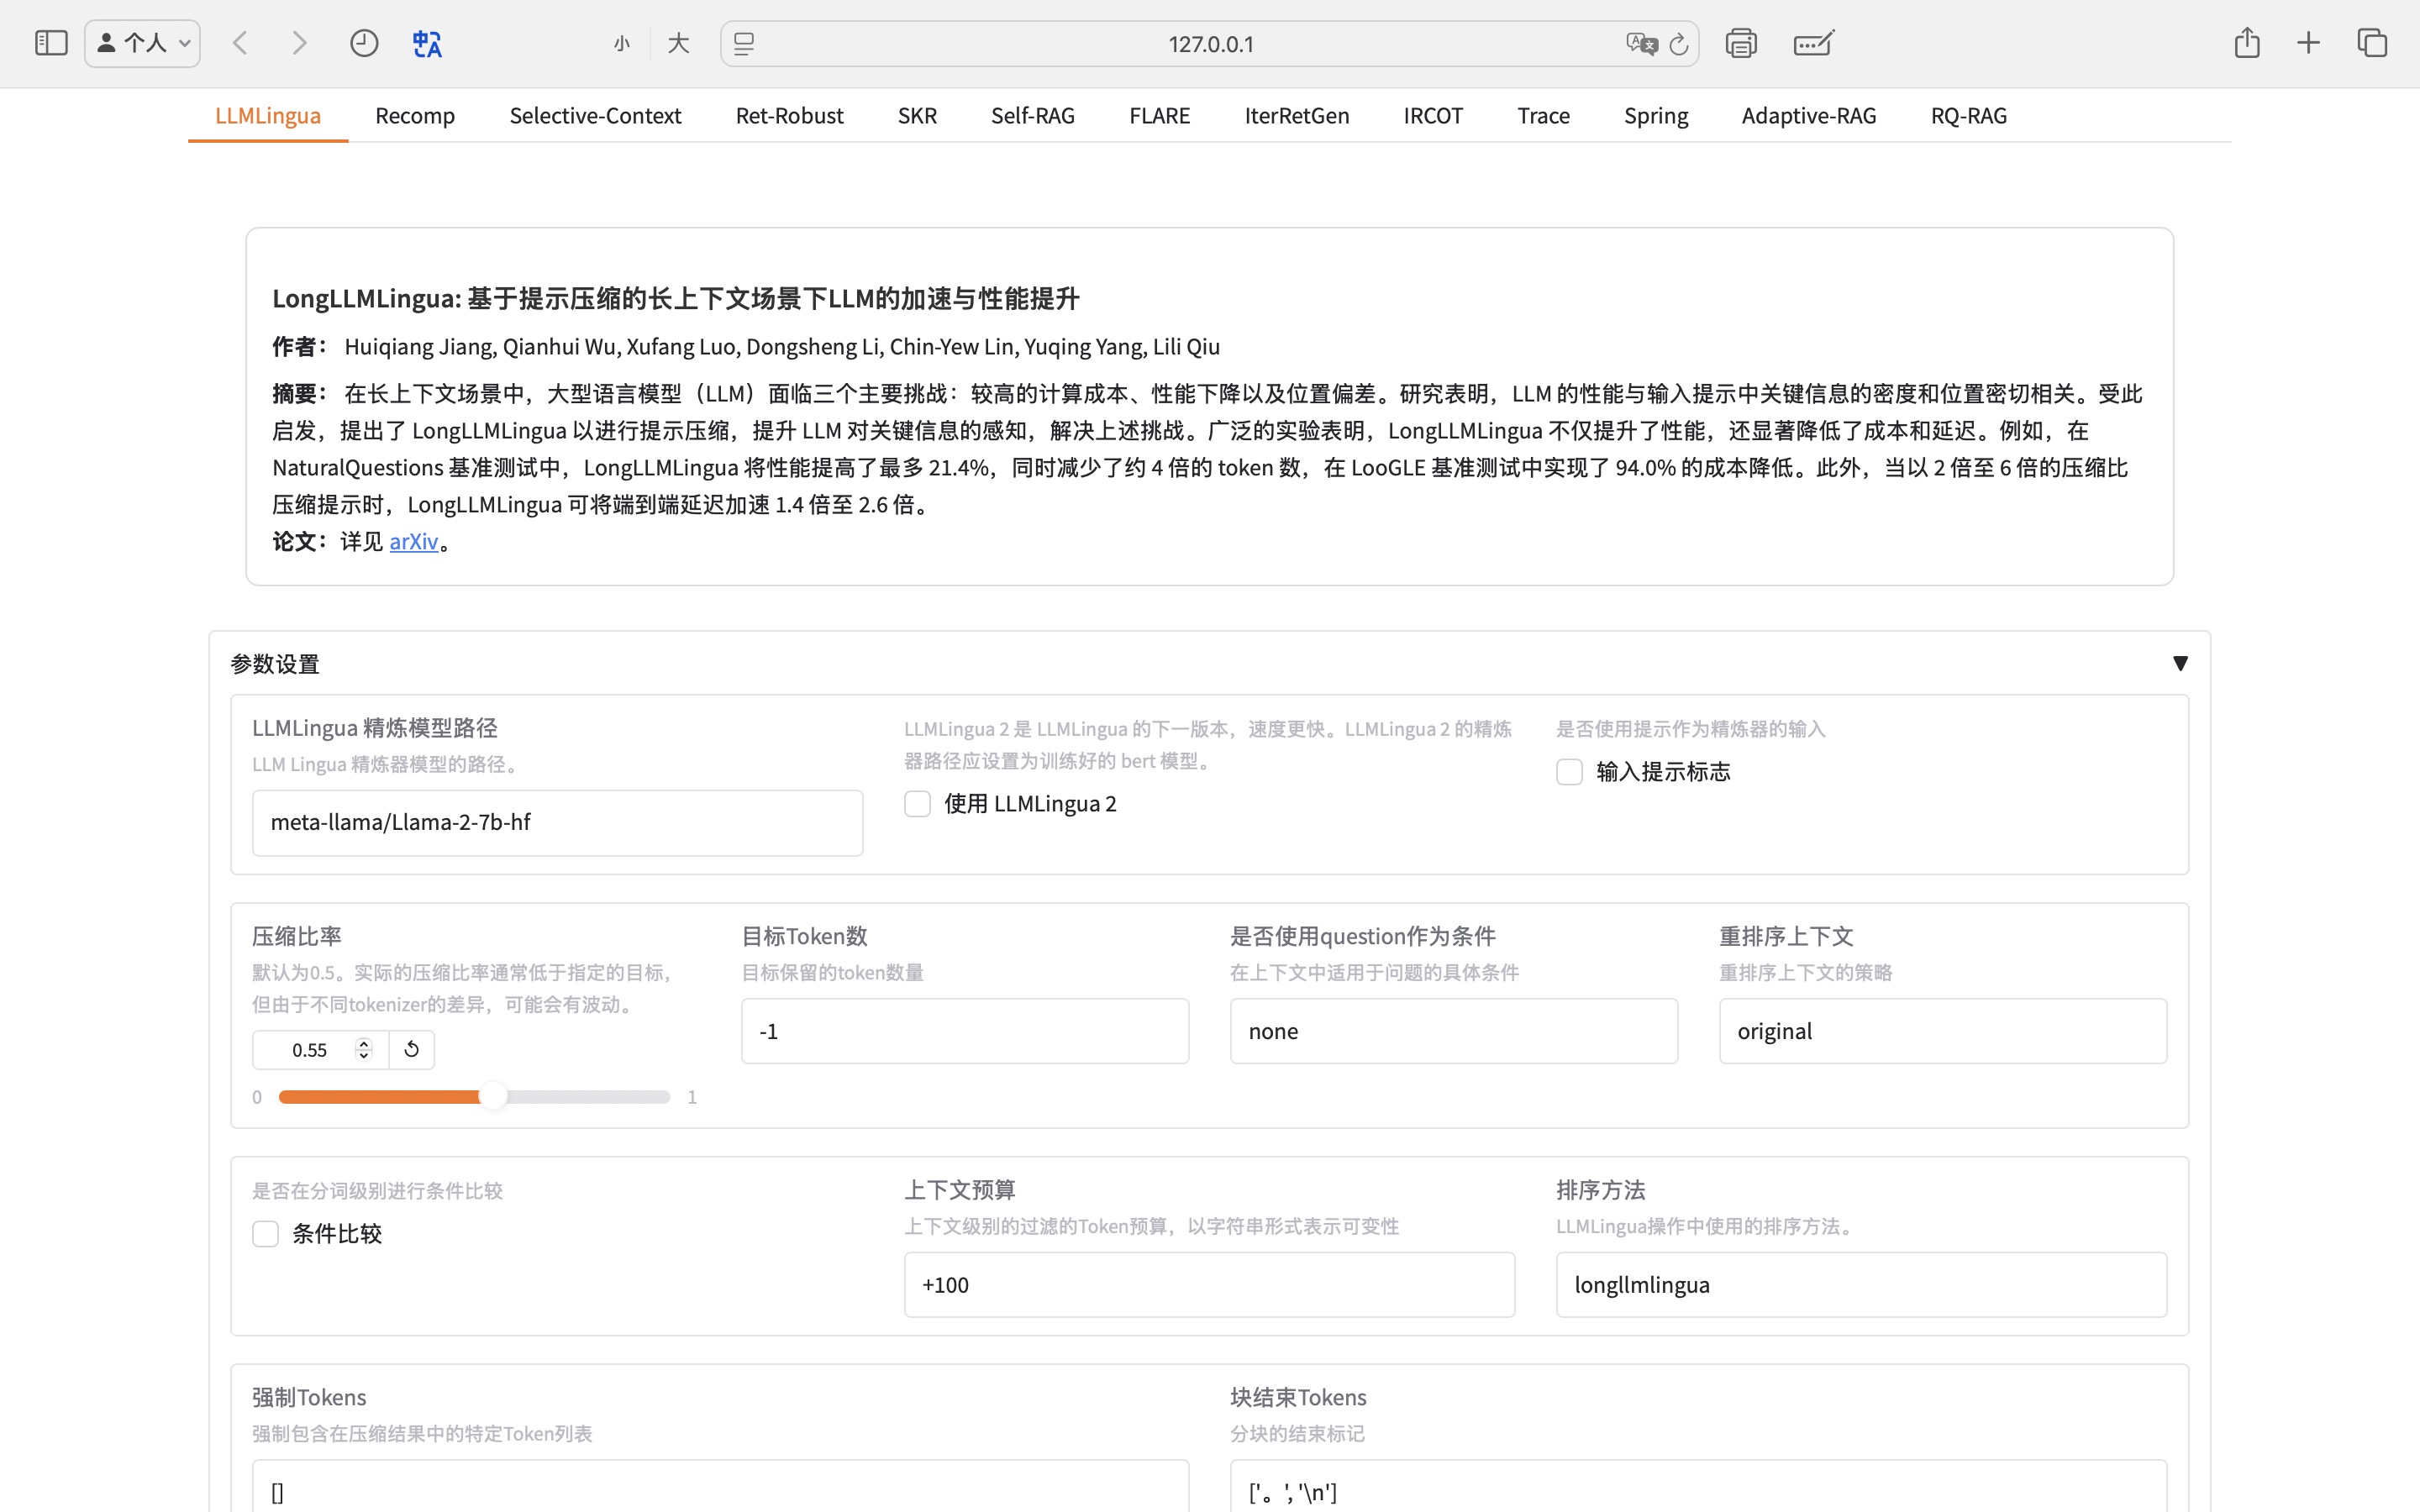 个人
小 大
127.0.0.1
LLMLingua Recomp Selective-Context Ret-Robust SKR Self-RAG FLARE IterRetGen IRCOT Trace Spring Adaptive-RAG RQ-RAG
LongLLMLingua: 基于提示压缩的长上下文场景下LLM的加速与性能提升
作者： Huiqiang Jiang, Qianhui Wu, Xufang Luo, Dongsheng Li, Chin-Yew Lin, Yuqing Yang, Lili Qiu
摘要： 在长上下文场景中，大型语言模型（LLM）面临三个主要挑战：较高的计算成本、性能下降以及位置偏差。研究表明，LLM 的性能与输入提示中关键信息的密度和位置密切相关。受此
启发，提出了 LongLLMLingua 以进行提示压缩，提升 LLM 对关键信息的感知，解决上述挑战。广泛的实验表明，LongLLMLingua 不仅提升了性能，还显著降低了成本和延迟。例如，在
NaturalQuestions 基准测试中，LongLLMLingua 将性能提高了最多 21.4%，同时减少了约 4 倍的 token 数，在 LooGLE 基准测试中实现了 94.0% 的成本降低。此外，当以 2 倍至 6 倍的压缩比
压缩提示时，LongLLMLingua 可将端到端延迟加速 1.4 倍至 2.6 倍。
论文：详见 arXiv。
参数设置 ▼
LLMLingua 精炼模型路径
LLM Lingua 精炼器模型的路径。
meta-llama/Llama-2-7b-hf
LLMLingua 2 是 LLMLingua 的下一版本，速度更快。LLMLingua 2 的精炼
器路径应设置为训练好的 bert 模型。
使用 LLMLingua 2
是否使用提示作为精炼器的输入
输入提示标志
压缩比率
默认为0.5。实际的压缩比率通常低于指定的目标，
但由于不同tokenizer的差异，可能会有波动。
0.55
0 1
目标Token数
目标保留的token数量
-1
是否使用question作为条件
在上下文中适用于问题的具体条件
none
重排序上下文
重排序上下文的策略
original
是否在分词级别进行条件比较
条件比较
上下文预算
上下文级别的过滤的Token预算，以字符串形式表示可变性
+100
排序方法
LLMLingua操作中使用的排序方法。
longllmlingua
强制Tokens
强制包含在压缩结果中的特定Token列表
[]
块结束Tokens
分块的结束标记
['。', '\n']